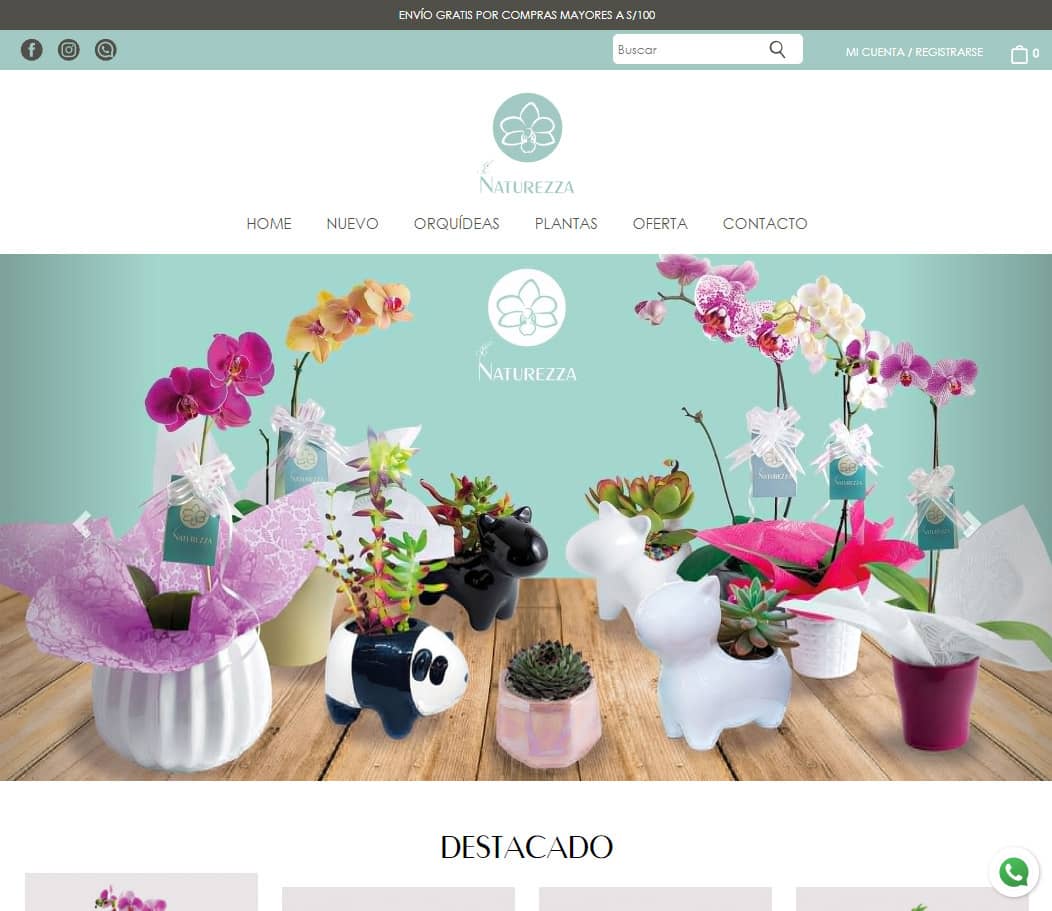 ENVÍO GRATIS POR COMPRAS MAYORES A S/100
Buscar
MI CUENTA / REGISTRARSE
0
NATUREZZA
HOME NUEVO ORQUÍDEAS PLANTAS OFERTA CONTACTO
NATUREZZA
NATUREZZA
NATUREZZA
NATUREZZA
NATUREZZA
NATUREZZA
DESTACADO